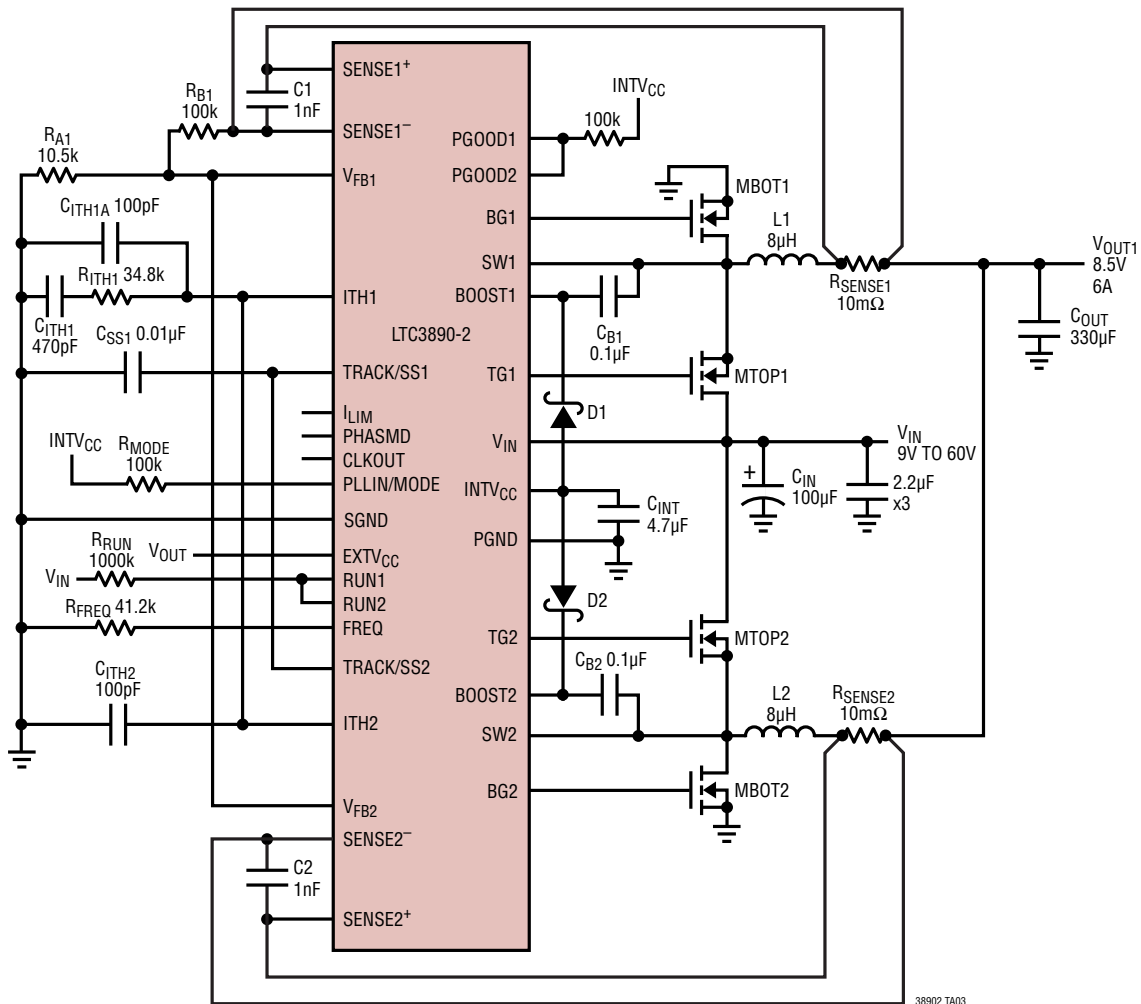 SENSE1+
C1
1nF
SENSE1–
RB1
100k
RA1
10.5k
VFB1
CITH1A 100pF
RITH1 34.8k
CITH1
470pF
ITH1
CSS1 0.01µF
TRACK/SS1
ILIM
PHASMD
CLKOUT
INTVCC
RMODE
100k
PLLIN/MODE
SGND
RRUN
1000k
VOUT
EXTVCC
VIN
RUN1
RUN2
RFREQ 41.2k
FREQ
TRACK/SS2
CITH2
100pF
ITH2
VFB2
SENSE2–
C2
1nF
SENSE2+
LTC3890-2
INTVCC
100k
PGOOD1
PGOOD2
MBOT1
BG1
L1
8µH
SW1
BOOST1
CB1
0.1µF
RSENSE1
10mΩ
VOUT1
8.5V
6A
COUT
330µF
TG1
MTOP1
D1
VIN
VIN
9V TO 60V
+
CIN
100µF
2.2µF
x3
INTVCC
CINT
4.7µF
PGND
D2
TG2
MTOP2
CB2 0.1µF
BOOST2
L2
8µH
RSENSE2
10mΩ
SW2
BG2
MBOT2
38902 TA03